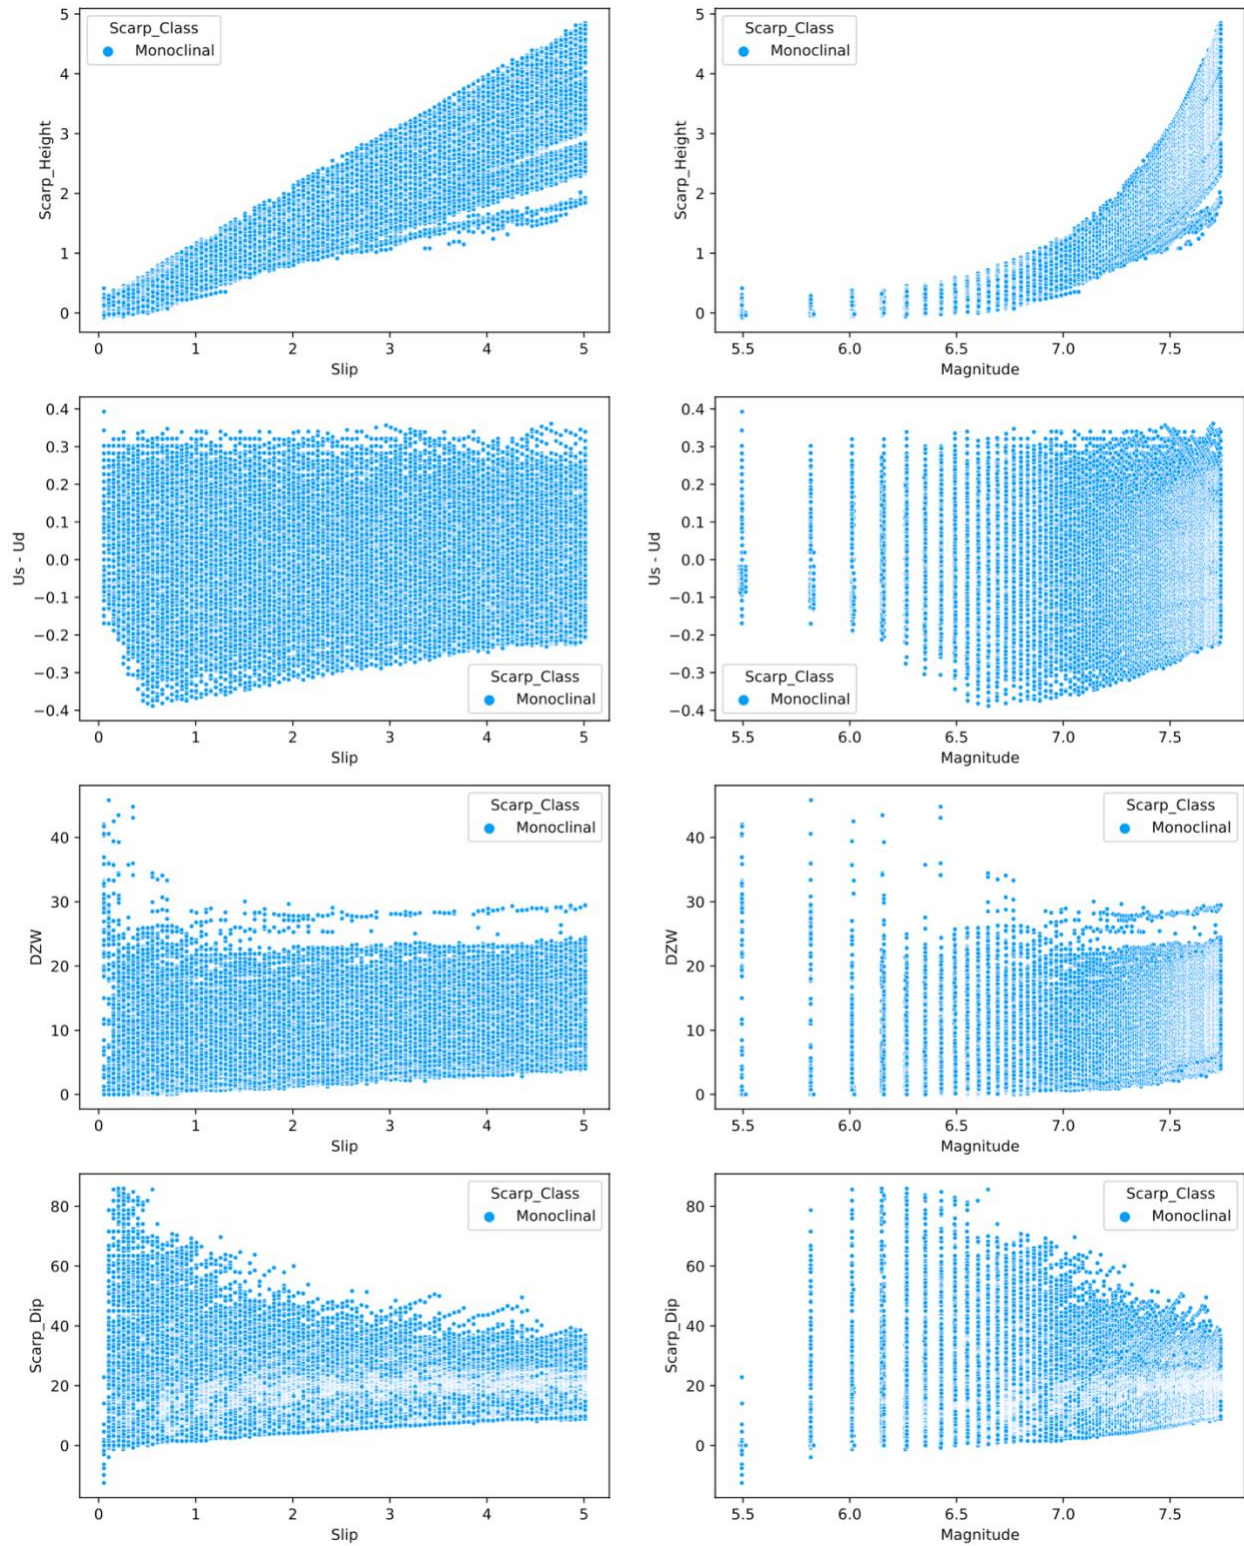 Scarp_Class
Monoclinal
5
4
3
2
1
0
Scarp_Height
0 1 2 3 4 5
Slip
Scarp_Class
Monoclinal
5
4
3
2
1
0
Scarp_Height
5.5 6.0 6.5 7.0 7.5
Magnitude
0.4
0.3
0.2
0.1
0.0
−0.1
−0.2
−0.3
−0.4
Us - Ud
Scarp_Class
Monoclinal
0 1 2 3 4 5
Slip
0.4
0.3
0.2
0.1
0.0
−0.1
−0.2
−0.3
−0.4
Us - Ud
Scarp_Class
Monoclinal
5.5 6.0 6.5 7.0 7.5
Magnitude
Scarp_Class
Monoclinal
40
30
20
10
0
DZW
0 1 2 3 4 5
Slip
Scarp_Class
Monoclinal
40
30
20
10
0
DZW
5.5 6.0 6.5 7.0 7.5
Magnitude
Scarp_Class
Monoclinal
80
60
40
20
0
Scarp_Dip
0 1 2 3 4 5
Slip
Scarp_Class
Monoclinal
80
60
40
20
0
Scarp_Dip
5.5 6.0 6.5 7.0 7.5
Magnitude